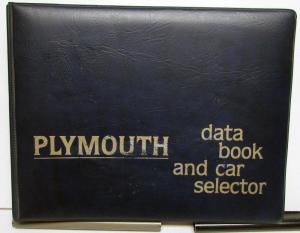 PLYMOUTH
data
book
and car
selector